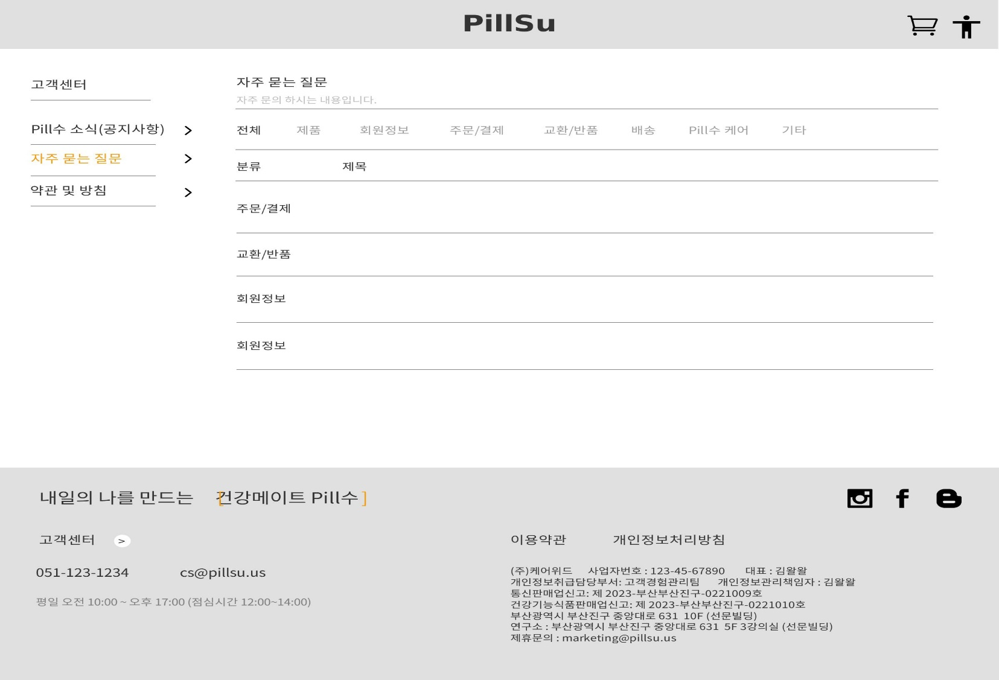 PillSu
고객센터
Pill수 소식(공지사항) >
자주 묻는 질문 >
약관 및 방침 >
자주 묻는 질문
자주 문의 하시는 내용입니다.
전체 제품 회원정보 주문/결제 교환/반품 배송 Pill수 케어 기타
분류 제목
주문/결제
교환/반품
회원정보
회원정보
내일의 나를 만드는 [건강메이트 Pill수]
고객센터 >
051-123-1234 cs@pillsu.us
평일 오전 10:00 ~ 오후 17:00 (점심시간 12:00~14:00)
이용약관 개인정보처리방침
(주)케어위드 사업자번호 : 123-45-67890 대표 : 김왈왈
개인정보취급담당부서: 고객경험관리팀 개인정보관리책임자 : 김왈왈
통신판매업신고: 제 2023-부산부산진구-0221009호
건강기능식품판매업신고: 제 2023-부산부산진구-0221010호
부산광역시 부산진구 중앙대로 631 10F (선문빌딩)
연구소 : 부산광역시 부산진구 중앙대로 631 5F 3강의실 (선문빌딩)
제휴문의 : marketing@pillsu.us